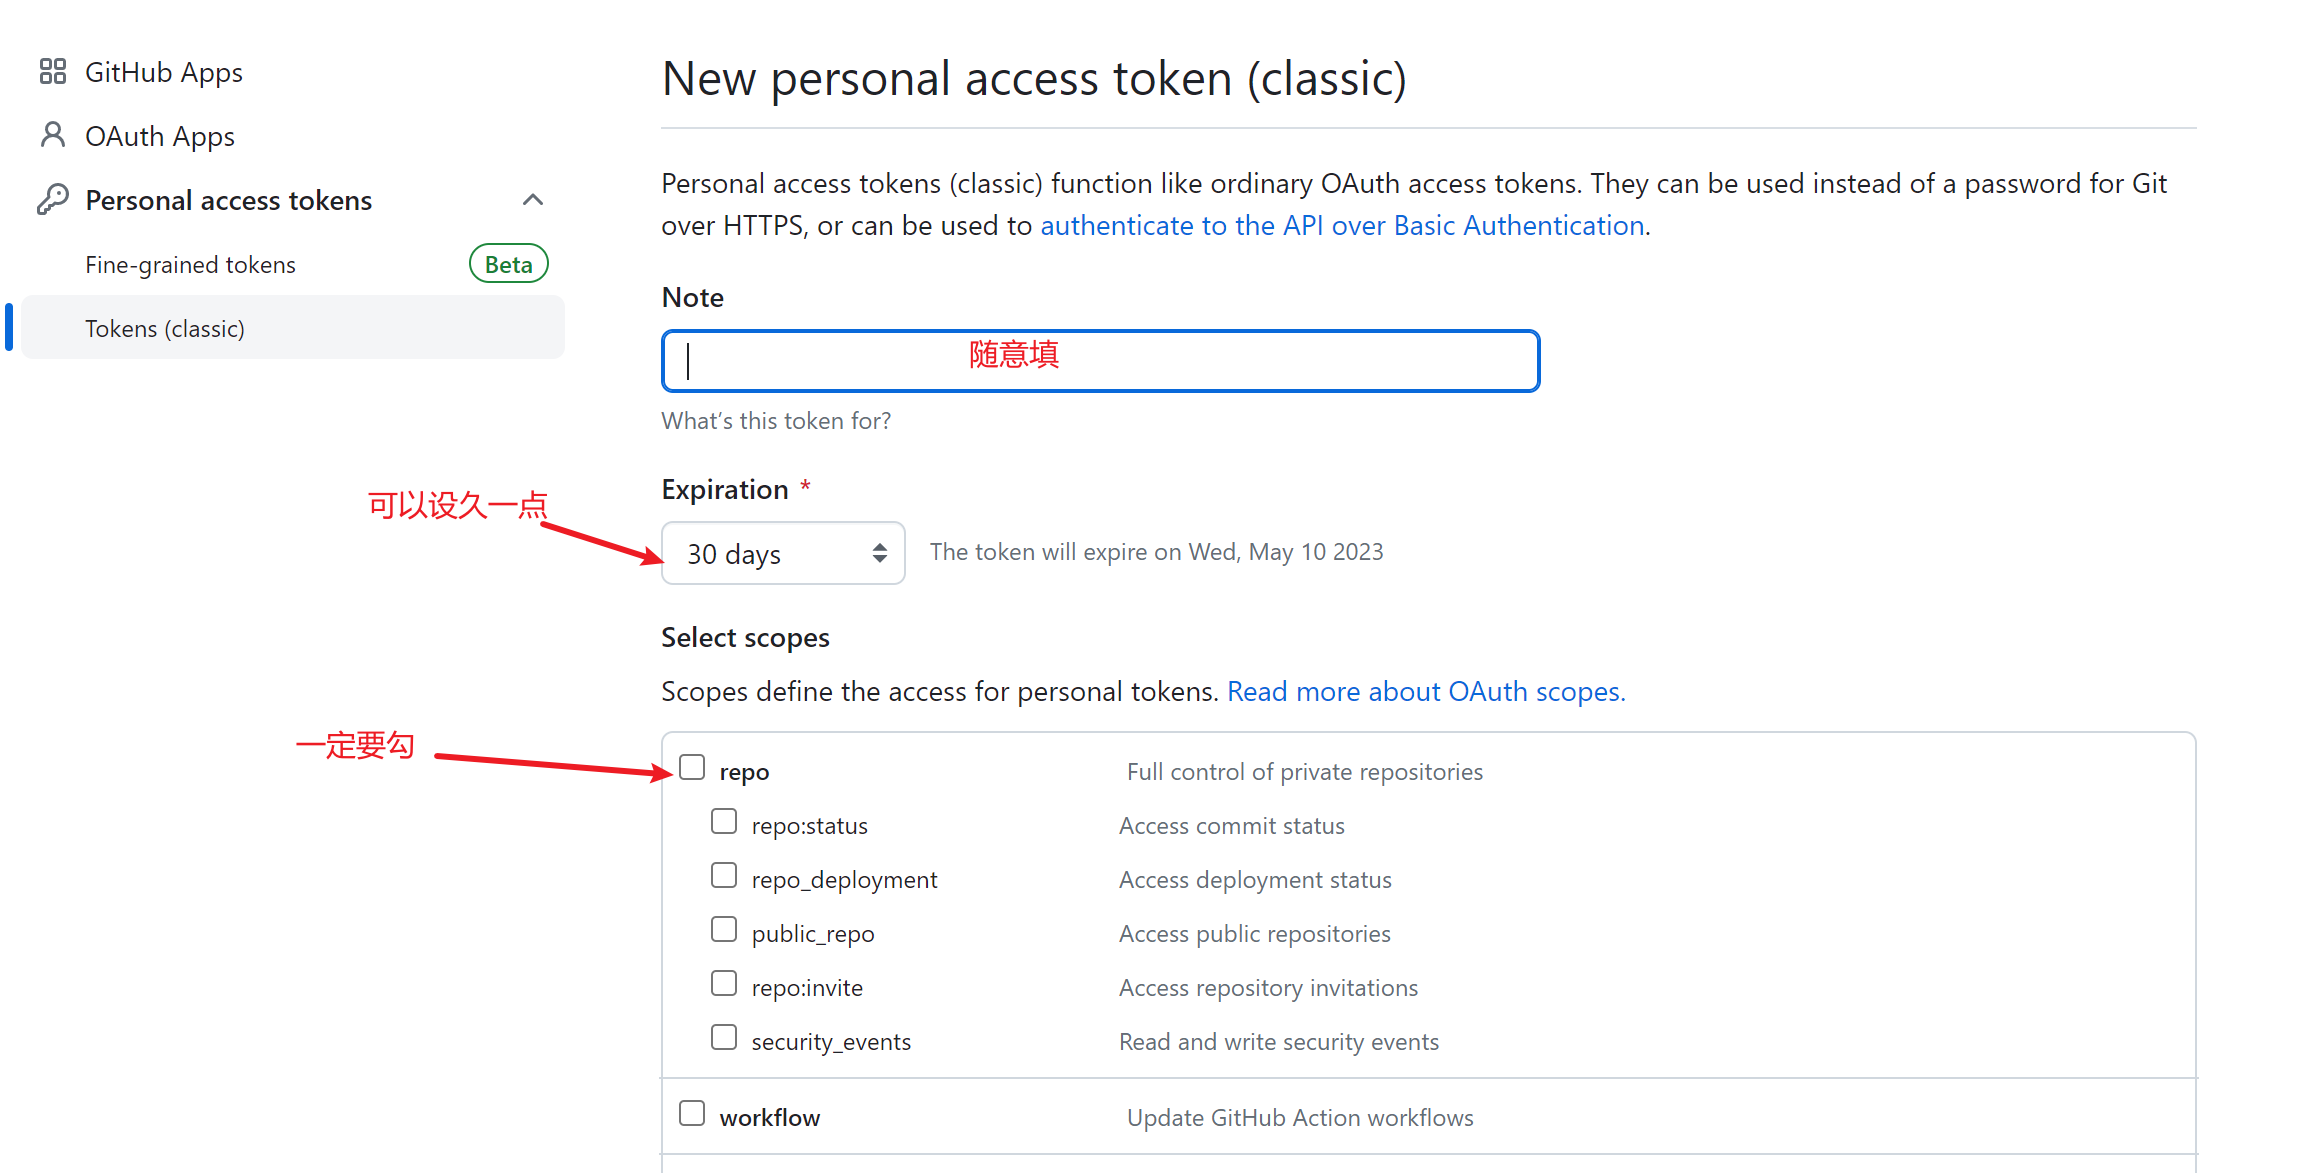 GitHub Apps
OAuth Apps
Personal access tokens
Fine-grained tokens Beta
Tokens (classic)
New personal access token (classic)
Personal access tokens (classic) function like ordinary OAuth access tokens. They can be used instead of a password for Git
over HTTPS, or can be used to authenticate to the API over Basic Authentication.
Note
随意填
What’s this token for?
Expiration *
可以设久一点
30 days The token will expire on Wed, May 10 2023
Select scopes
Scopes define the access for personal tokens. Read more about OAuth scopes.
一定要勾
repo Full control of private repositories
repo:status Access commit status
repo_deployment Access deployment status
public_repo Access public repositories
repo:invite Access repository invitations
security_events Read and write security events
workflow Update GitHub Action workflows